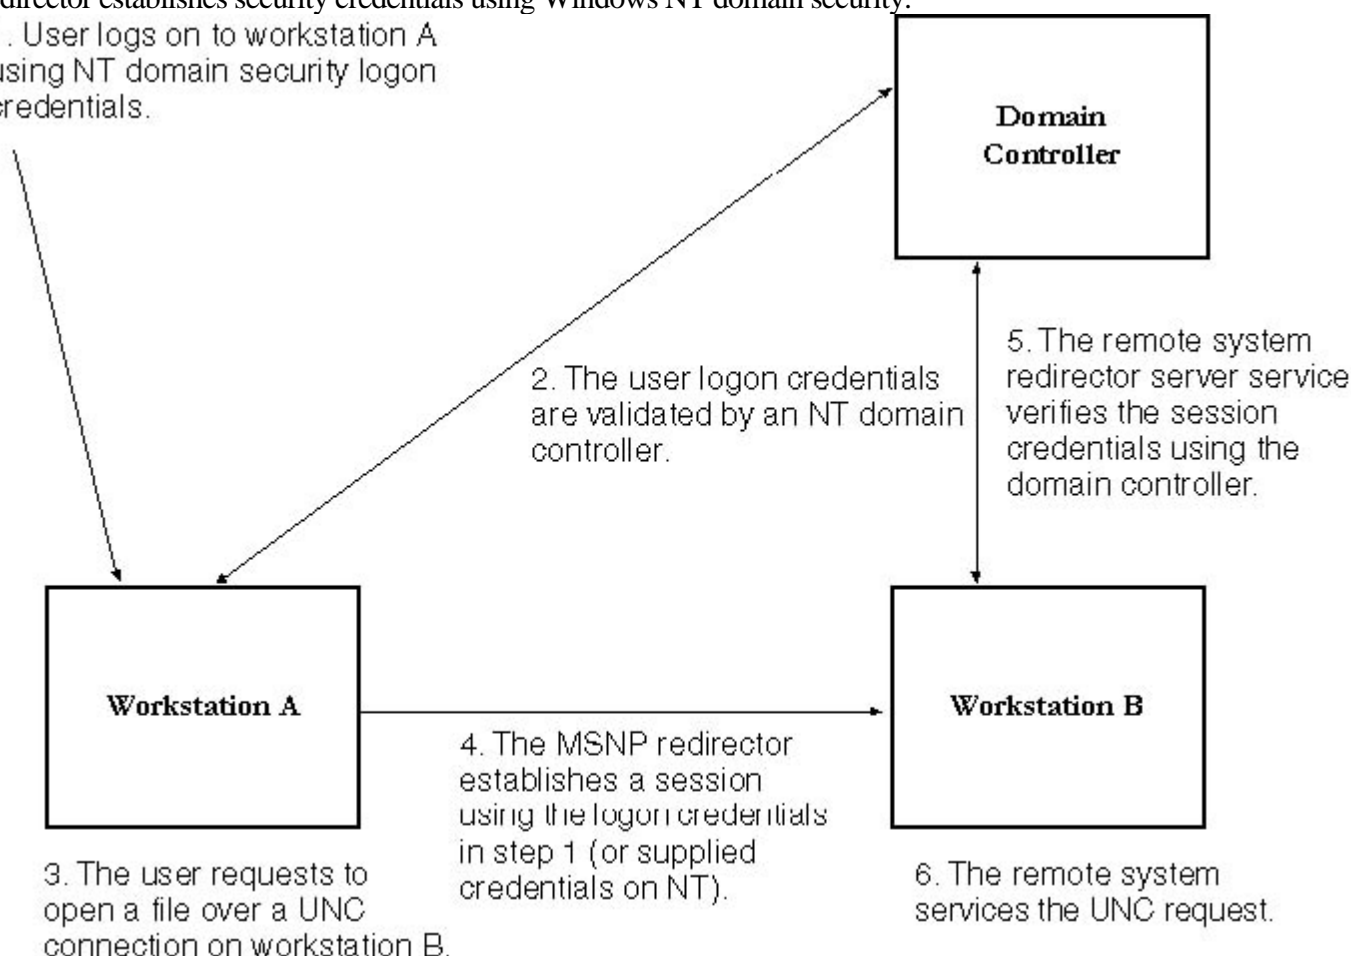 director establishes security credentials using Windows NT domain security.
. User logs on to workstation A
using NT domain security logon
credentials.
Domain
Controller
2. The user logon credentials
are validated by an NT domain
controller.
5. The remote system
redirector server service
verifies the session
credentials using the
domain controller.
Workstation A
Workstation B
4. The MSNP redirector
establishes a session
using the logon credentials
in step 1 (or supplied
credentials on NT).
3. The user requests to
open a file over a UNC
connection on workstation B.
6. The remote system
services the UNC request.